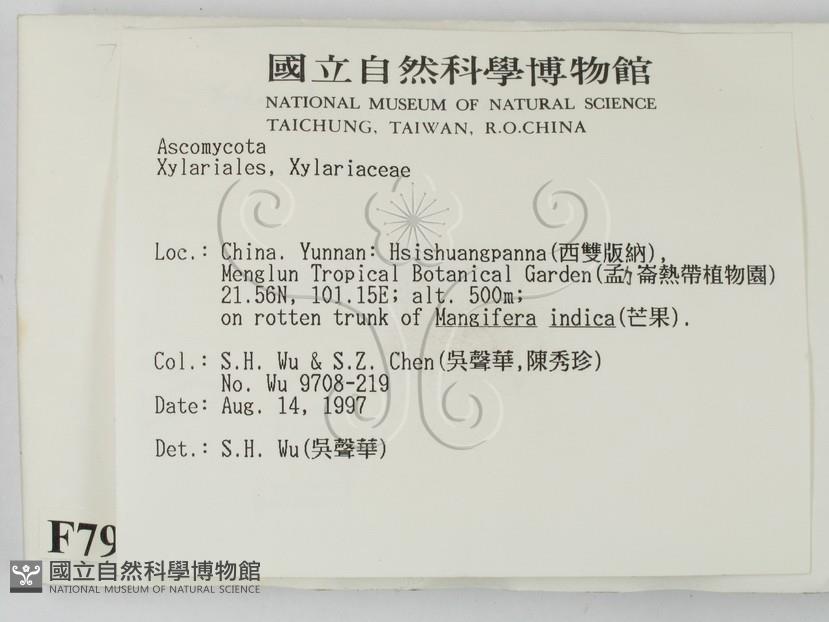 國立自然科學博物館
NATIONAL MUSEUM OF NATURAL SCIENCE
TAICHUNG, TAIWAN, R.O.CHINA
Ascomycota
Xylariales, Xylariaceae
Loc.: China. Yunnan: Hsishuangpanna(西雙版納),
Menglun Tropical Botanical Garden(孟力崙熱帶植物園)
21.56N, 101.15E; alt. 500m;
on rotten trunk of Mangifera indica(芒果).
Col.: S.H. Wu & S.Z. Chen(吳聲華,陳秀珍)
No. Wu 9708-219
Date: Aug. 14, 1997
Det.: S.H. Wu(吳聲華)
F79
國立自然科學博物館
NATIONAL MUSEUM OF NATURAL SCIENCE